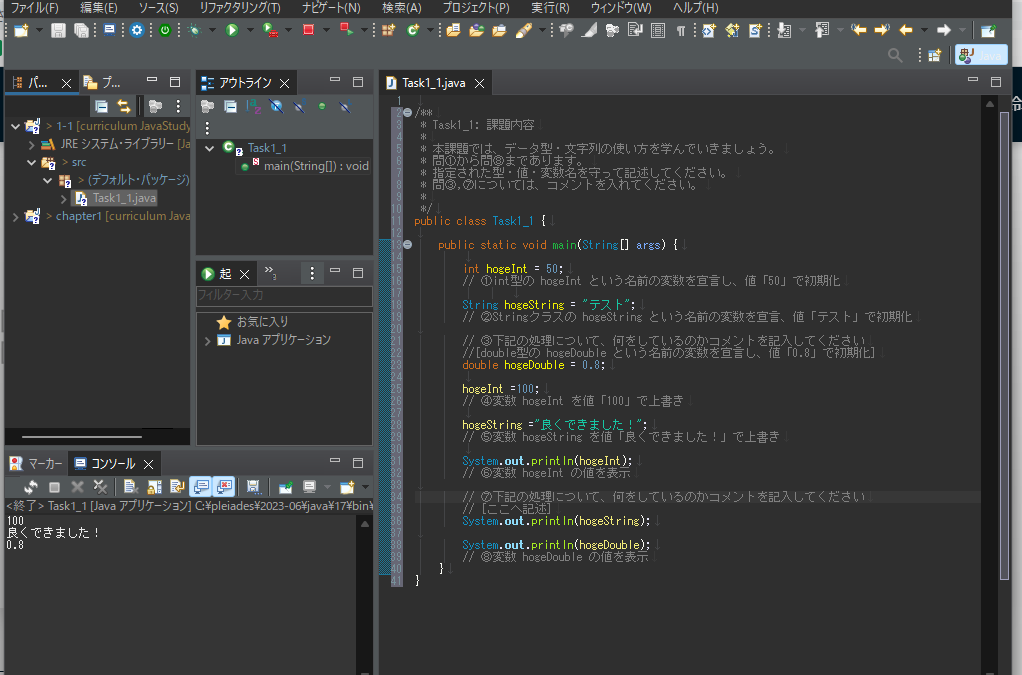 ファイル(F) 編集(E) ソース(S) リファクタリング(T) ナビゲート(N) 検索(A) プロジェクト(P) 実行(R) ウィンドウ(W) ヘルプ(H)
パ...
プ...
> 1-1 [curriculum JavaStudy
JRE システム・ライブラリー [Ja
> src
> (デフォルト・パッケージ)
Task1_1.java
> chapter1 [curriculum Java
アウトライン
Task1_1
main(String[]) : void
起
フィルター入力
お気に入り
Java アプリケーション
マーカー
コンソール
<終了> Task1_1 [Java アプリケーション] C:¥pleiades¥2023-06¥java¥17¥bin¥
100
良くできました！
0.8
Task1_1.java
1
2 /**
3 * Task1_1: 課題内容
4 *
5 * 本課題では、データ型・文字列の使い方を学んでいきましょう。
6 * 問①から問⑧まであります。
7 * 指定された型・値・変数名を守って記述してください。
8 * 問③,⑦については、コメントを入れてください。
9 *
10 */
11 public class Task1_1 {
12
13 public static void main(String[] args) {
14
15 int hogeInt = 50;
16 // ①int型の hogeInt という名前の変数を宣言し、値「50」で初期化
17
18 String hogeString = "テスト";
19 // ②Stringクラスの hogeString という名前の変数を宣言、値「テスト」で初期化
20
21 // ③下記の処理について、何をしているのかコメントを記入してください
22 //[double型の hogeDouble という名前の変数を宣言し、値「0.8」で初期化]
23 double hogeDouble = 0.8;
24
25 hogeInt =100;
26 // ④変数 hogeInt を値「100」で上書き
27
28 hogeString ="良くできました！";
29 // ⑤変数 hogeString を値「良くできました！」で上書き
30
31 System.out.println(hogeInt);
32 // ⑥変数 hogeInt の値を表示
33
34 // ⑦下記の処理について、何をしているのかコメントを記入してください
35 // [ここへ記述]
36 System.out.println(hogeString);
37
38 System.out.println(hogeDouble);
39 // ⑧変数 hogeDouble の値を表示
40 }
41 }